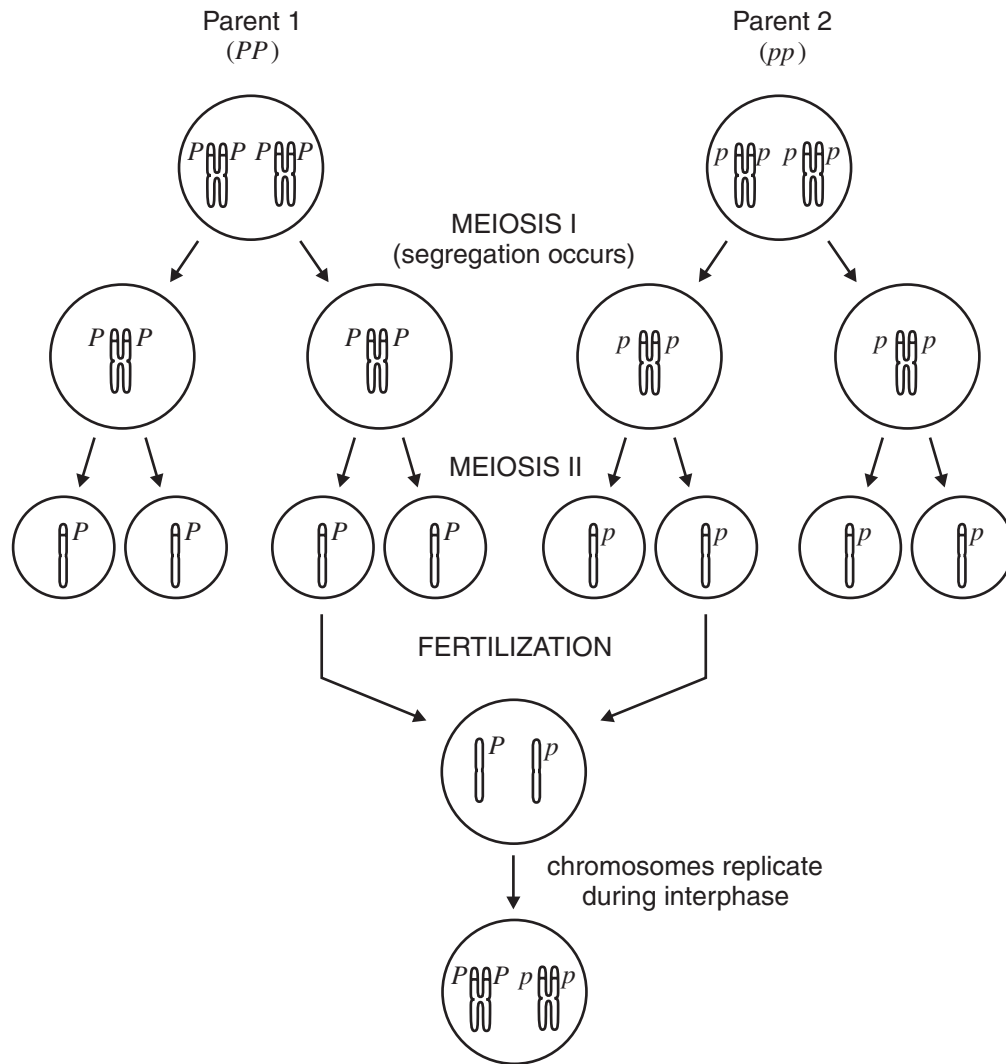 Parent 1
(PP)
Parent 2
(pp)
P P P P
p p p p
MEIOSIS I
(segregation occurs)
P P
P P
p p
p p
MEIOSIS II
P
P
P
P
p
p
p
p
FERTILIZATION
P p
chromosomes replicate
during interphase
P P p p